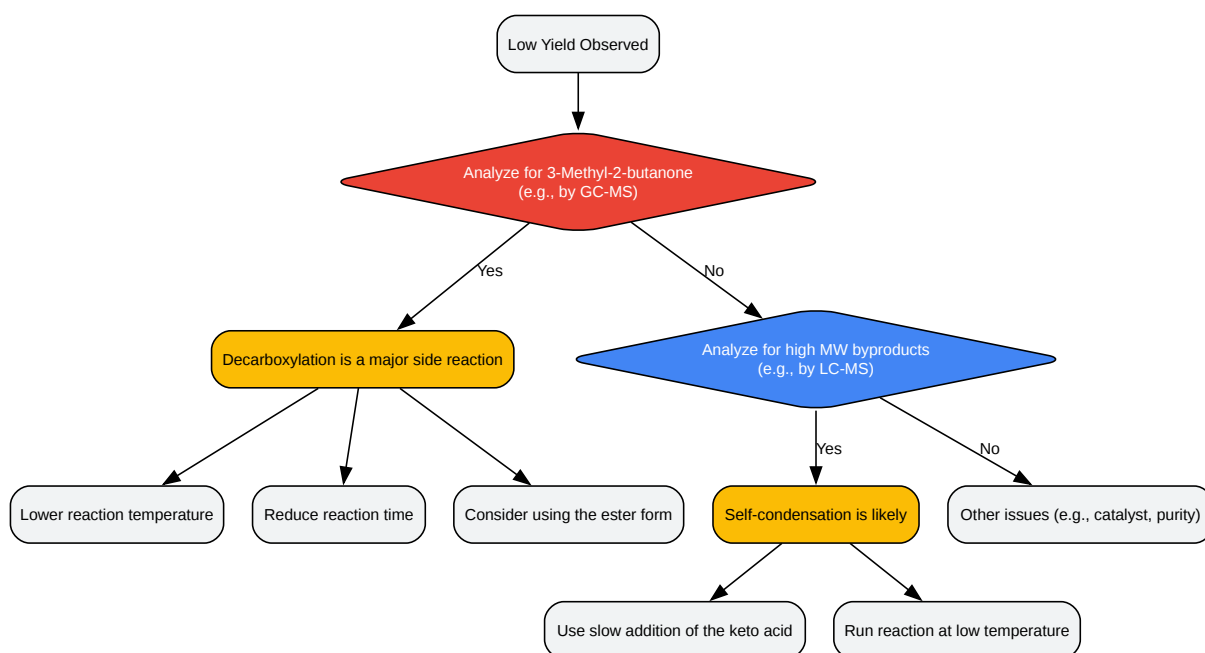 Low Yield Observed
Analyze for 3-Methyl-2-butanone
(e.g., by GC-MS)
Yes
No
Decarboxylation is a major side reaction
Analyze for high MW byproducts
(e.g., by LC-MS)
Yes
No
Lower reaction temperature
Reduce reaction time
Consider using the ester form
Self-condensation is likely
Other issues (e.g., catalyst, purity)
Use slow addition of the keto acid
Run reaction at low temperature